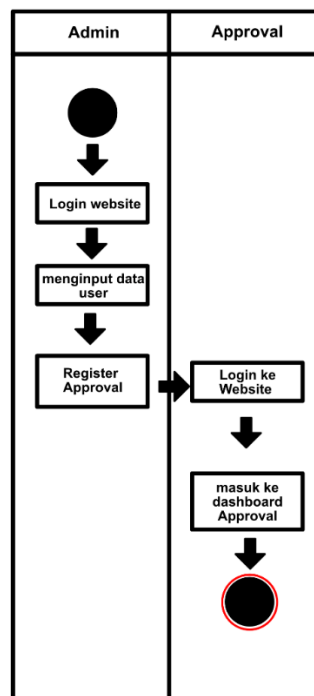 Admin
Approval
Login website
menginput data
user
Register
Approval
Login ke
Website
masuk ke
dashboard
Approval